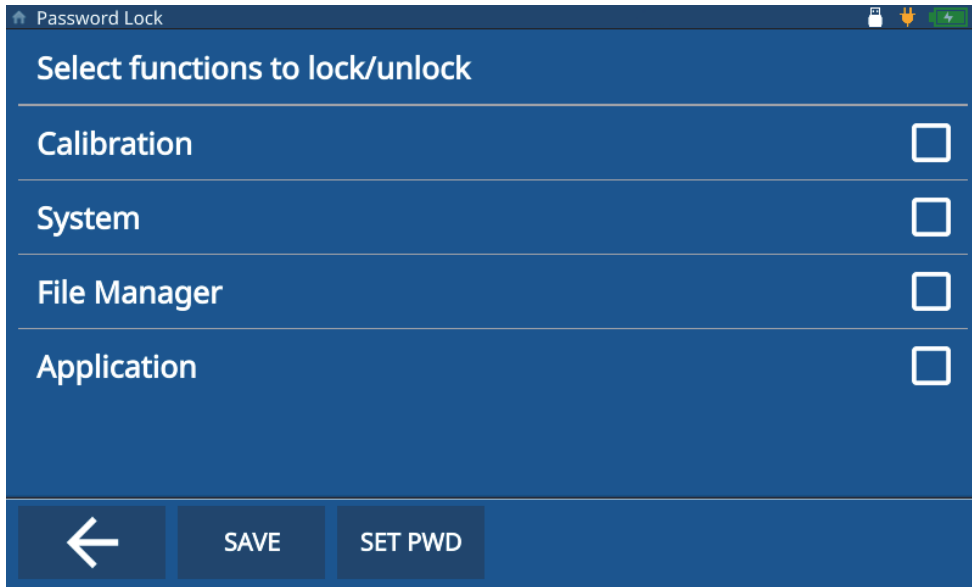 Password Lock
Select functions to lock/unlock
Calibration
System
File Manager
Application
SAVE SET PWD